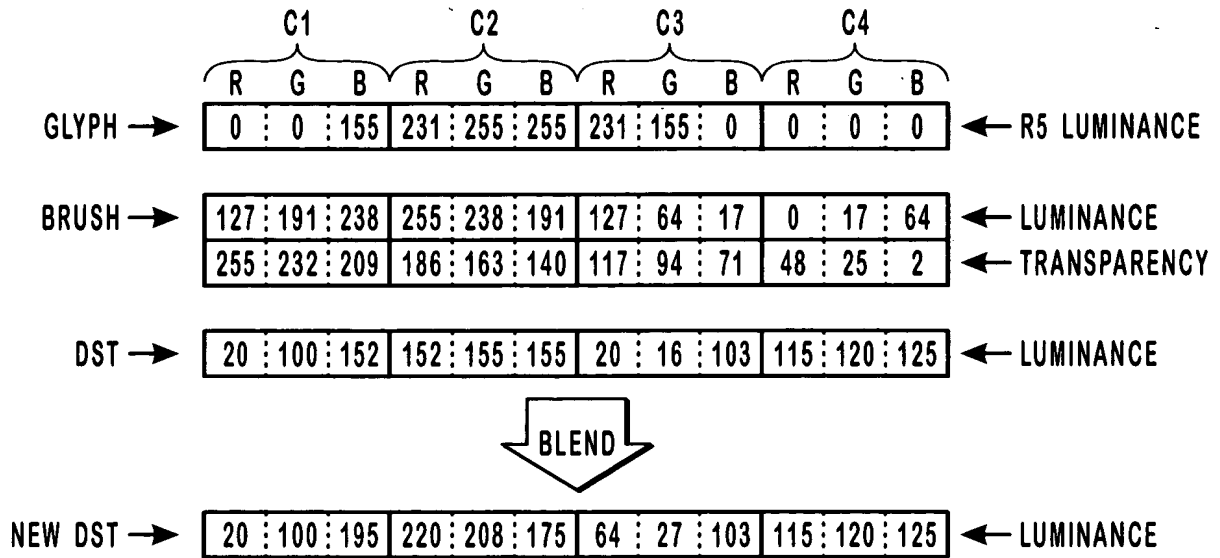 C1 C2 C3 C4
R G B R G B R G B R G B
GLYPH 0 0 155 231 255 255 231 155 0 0 0 0 R5 LUMINANCE
BRUSH 127 191 238 255 238 191 127 64 17 0 17 64 LUMINANCE
255 232 209 186 163 140 117 94 71 48 25 2 TRANSPARENCY
DST 20 100 152 152 155 155 20 16 103 115 120 125 LUMINANCE
BLEND
NEW DST 20 100 195 220 208 175 64 27 103 115 120 125 LUMINANCE